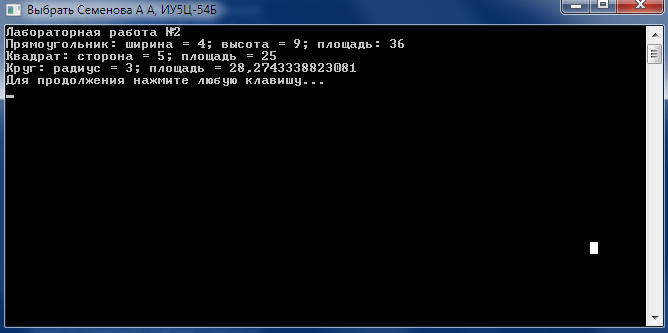 Выбрать Семенова А А, ИУ5Ц-54Б
Лабораторная работа №2
Прямоугольник: ширина = 4; высота = 9; площадь: 36
Квадрат: сторона = 5; площадь = 25
Круг: радиус = 3; площадь = 28,2743338823081
Для продолжения нажмите любую клавишу...